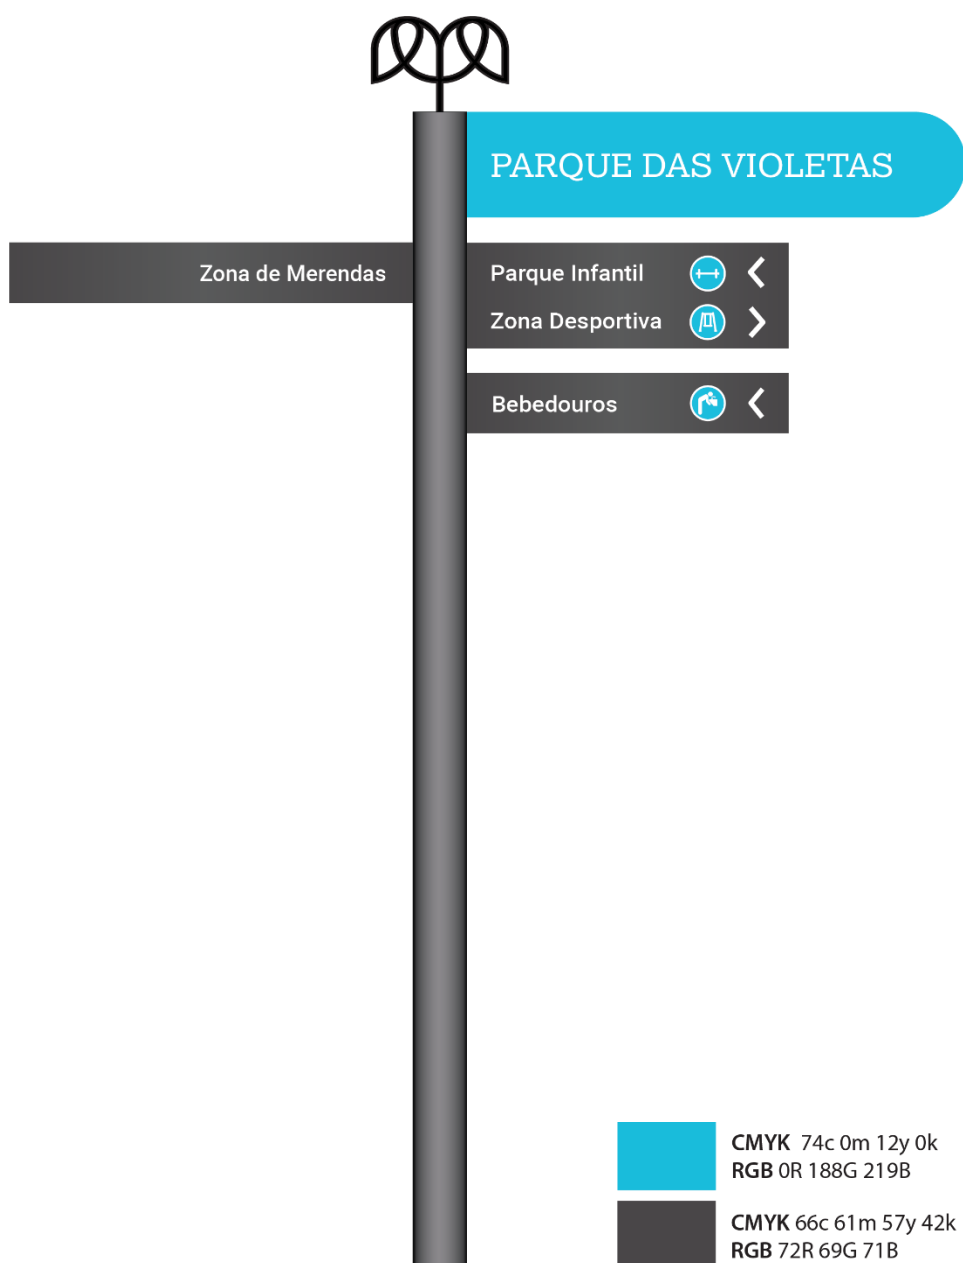 PARQUE DAS VIOLETAS
Zona de Merendas
Parque Infantil
Zona Desportiva
Bebedouros
CMYK 74c 0m 12y 0k
RGB 0R 188G 219B
CMYK 66c 61m 57y 42k
RGB 72R 69G 71B